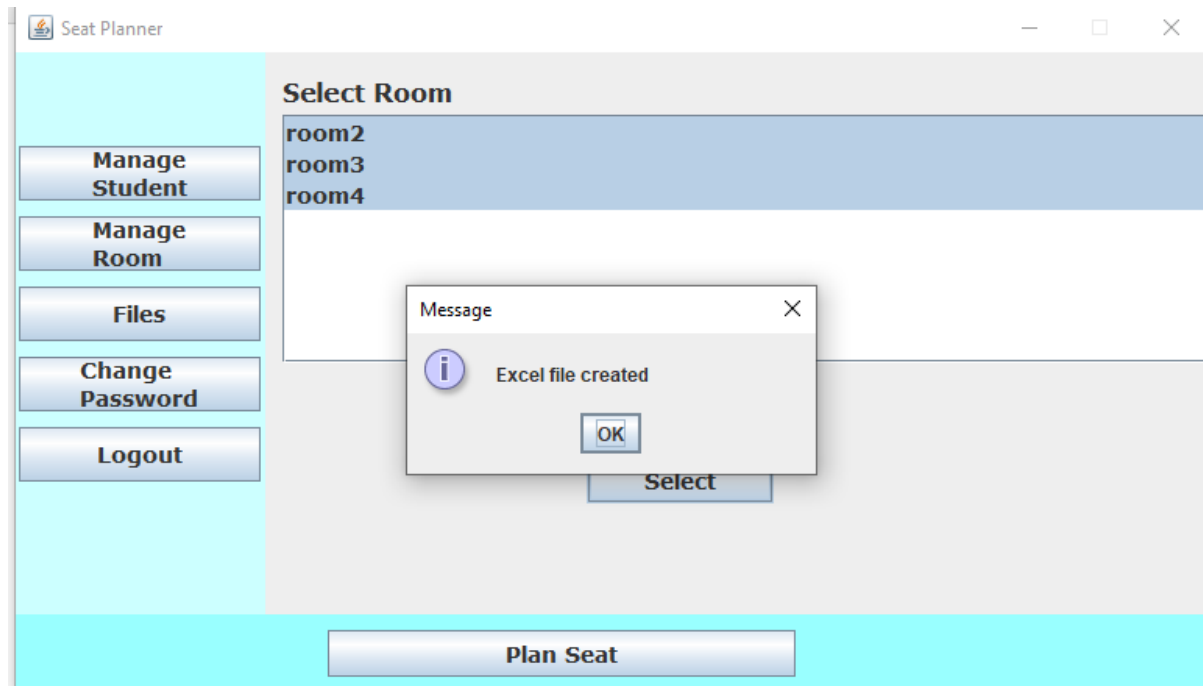 Seat Planner
Select Room
room2
room3
room4
Manage
Student
Manage
Room
Files
Change
Password
Logout
Message
Excel file created
OK
Select
Plan Seat